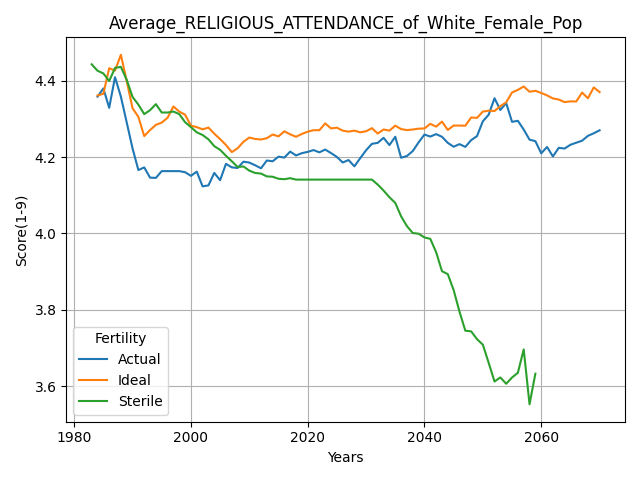 Average_RELIGIOUS_ATTENDANCE_of_White_Female_Pop
Score(1-9)
4.4
4.2
4.0
3.8
3.6
Fertility
Actual
Ideal
Sterile
1980
2000
2020
2040
2060
Years